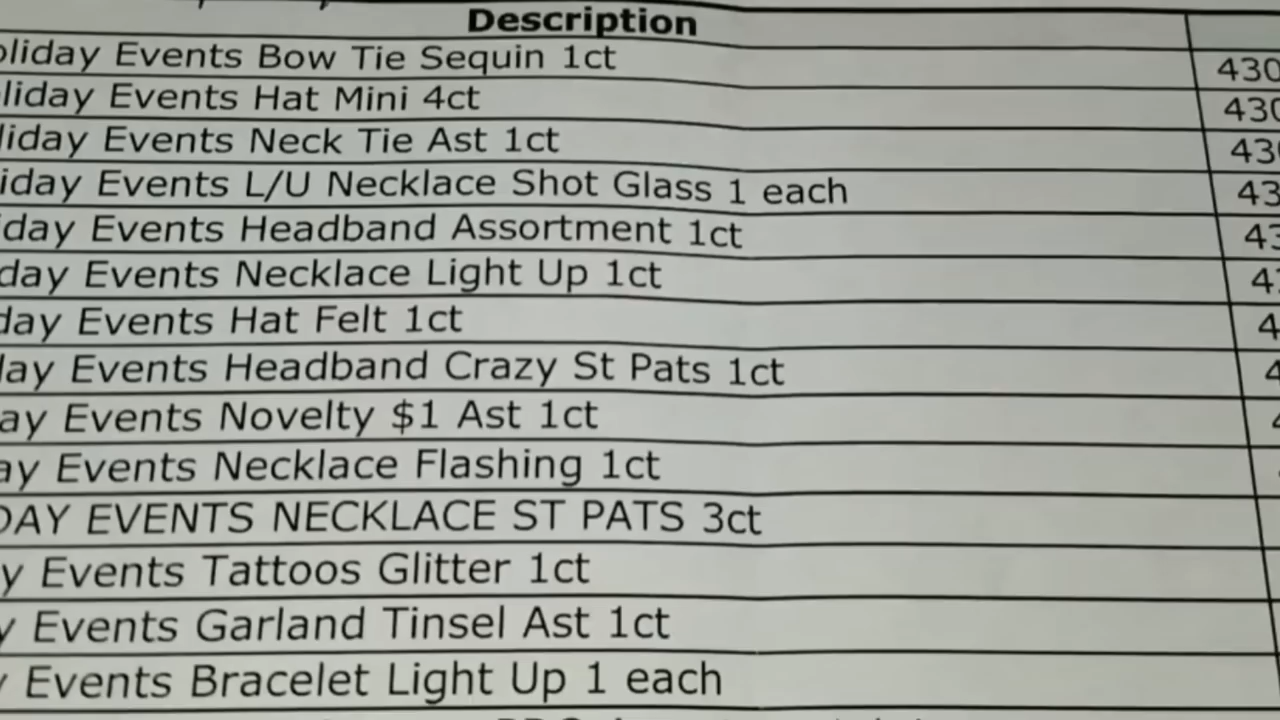 Description
oliday Events Bow Tie Sequin 1ct 430
liday Events Hat Mini 4ct 430
liday Events Neck Tie Ast 1ct 430
iday Events L/U Necklace Shot Glass 1 each 43
iday Events Headband Assortment 1ct 43
day Events Necklace Light Up 1ct 43
day Events Hat Felt 1ct 4
day Events Headband Crazy St Pats 1ct 4
ay Events Novelty $1 Ast 1ct 4
ay Events Necklace Flashing 1ct
DAY EVENTS NECKLACE ST PATS 3ct
y Events Tattoos Glitter 1ct
y Events Garland Tinsel Ast 1ct
y Events Bracelet Light Up 1 each